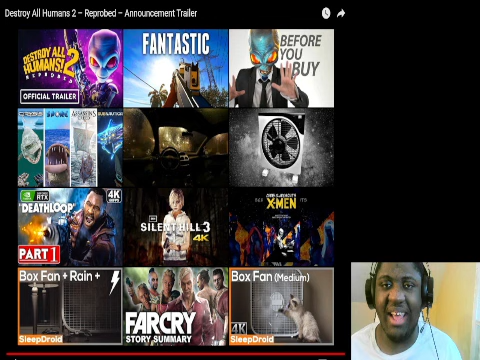 Destroy All Humans 2 – Reprobed – Announcement Trailer
DESTROY ALL
HUMANS! 2
REPROBED
OFFICIAL TRAILER
FANTASTIC
BEFORE
YOU
BUY
SPORE
RTX
DEATHLOOP
4K
PART 1
SILENT HILL 3
4K
X-MEN
Box Fan + Rain +
SleepDroid
FARCRY
STORY SUMMARY
Box Fan (Medium)
4K
SleepDroid